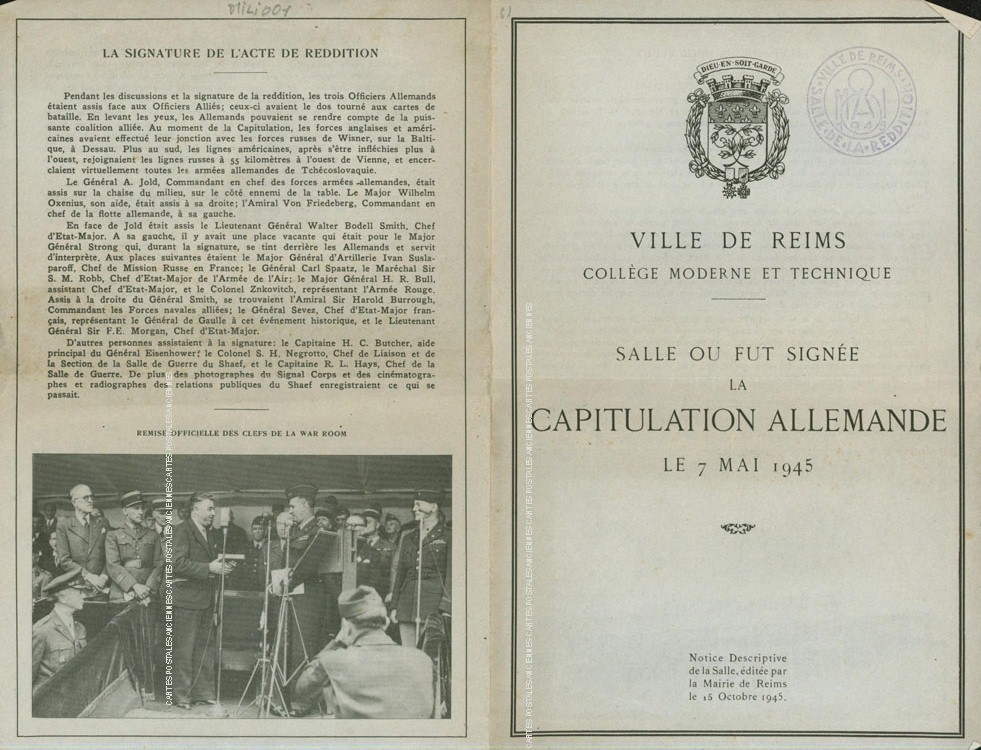 MILI001
LA SIGNATURE DE L'ACTE DE REDDITION
Pendant les discussions et la signature de la reddition, les trois Officiers Allemands
étaient assis face aux Officiers Alliés; ceux-ci avaient le dos tourné aux cartes de
bataille. En levant les yeux, les Allemands pouvaient se rendre compte de la puis-
sante coalition alliée. Au moment de la Capitulation, les forces anglaises et améri-
caines avaient effectué leur jonction avec les forces russes de Wisner, sur la Balti-
que, à Dessau. Plus au sud, les lignes américaines, après s'être infléchies plus à
l'ouest, rejoignaient les lignes russes à 55 kilomètres à l'ouest de Vienne, et encer-
claient virtuellement toutes les armées allemandes de Tchécoslovaquie.
Le Général A. Jold, Commandant en chef des forces armées allemandes, était
assis sur la chaise du milieu, sur le côté ennemi de la table. Le Major Wilhelm
Oxenius, son aide, était assis à sa droite; l'Amiral Von Friedeberg, Commandant en
chef de la flotte allemande, à sa gauche.
En face de Jold était assis le Lieutenant Général Walter Bodell Smith, Chef
d'Etat-Major. A sa gauche, il y avait une place vacante qui était pour le Major
Général Strong qui, durant la signature, se tint derrière les Allemands et servit
d'interprète, Aux places suivantes étaient le Major Général d'Artillerie Ivan Susla-
paroff, Chef de Mission Russe en France; le Général Carl Spaatz, le Maréchal Sir
S. M. Robb, Chef d'Etat-Major de l'Armée de l'Air; le Major Général H. R. Bull,
assistant Chef d'Etat-Major, et le Colonel Znkovitch, représentant l'Armée Rouge.
Assis à la droite du Général Smith, se trouvaient l'Amiral Sir Harold Burrough,
Commandant les Forces navales alliées; le Général Sevez, Chef d'Etat-Major fran-
çais, représentant le Général de Gaulle à cet événement historique, et le Lieutenant
Général Sir F.E. Morgan, Chef d'Etat-Major.
D'autres personnes assistaient à la signature: le Capitaine H. C. Butcher, aide
principal du Général Eisenhower; le Colonel S. H. Negrotto, Chef de Liaison et de
la Section de la Salle de Guerre du Shaef, et le Capitaine R. L. Hays, Chef de la
Salle de Guerre. De plus des photographes du Signal Corps et des cinématogra-
phes et radiographes des relations publiques du Shaef enregistraient ce qui se
passait.
REMISE OFFICIELLE DES CLEFS DE LA WAR ROOM
CARTES POSTALES ANCIENNES CARTES POSTALES ANCIENNES CARTES POSTALES ANCIENNES
DIEU·EN·SOIT·GARDE
VILLE DE REIMS
SALLE·DE·LA·REDDITION
VILLE DE REIMS
COLLÈGE MODERNE ET TECHNIQUE
SALLE OU FUT SIGNÉE
LA
CAPITULATION ALLEMANDE
LE 7 MAI 1945
Notice Descriptive
de la Salle, éditée par
la Mairie de Reims
le 15 Octobre 1945.
CARTES POSTALES ANCIENNES CARTES POSTALES ANCIENNES CARTES POSTALES ANCIENNES